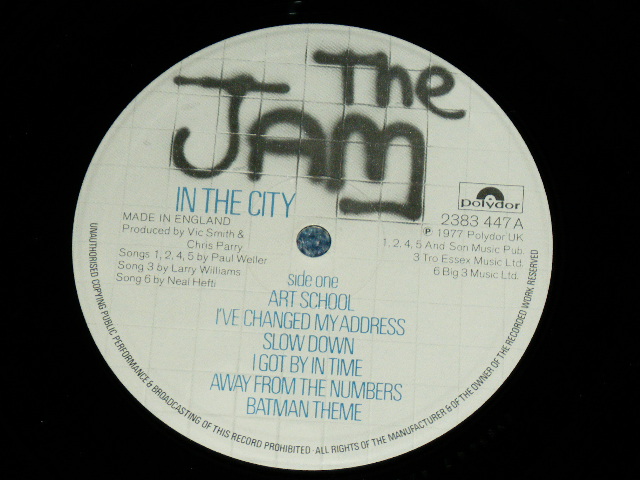 The
JAM
IN THE CITY
MADE IN ENGLAND
Produced by Vic Smith &
Chris Parry
Songs 1, 2, 4, 5 by Paul Weller
Song 3 by Larry Williams
Song 6 by Neal Hefti
polydor
2383 447 A
℗ 1977 Polydor UK
1, 2, 4, 5 And Son Music Pub.
3 Tro Essex Music Ltd.
6 Big 3 Music Ltd.
side one
ART SCHOOL
I'VE CHANGED MY ADDRESS
SLOW DOWN
I GOT BY IN TIME
AWAY FROM THE NUMBERS
BATMAN THEME
UNAUTHORISED COPYING PUBLIC PERFORMANCE & BROADCASTING OF THIS RECORD PROHIBITED · ALL RIGHTS OF THE MANUFACTURER & OF THE OWNER OF THE RECORDED WORK RESERVED